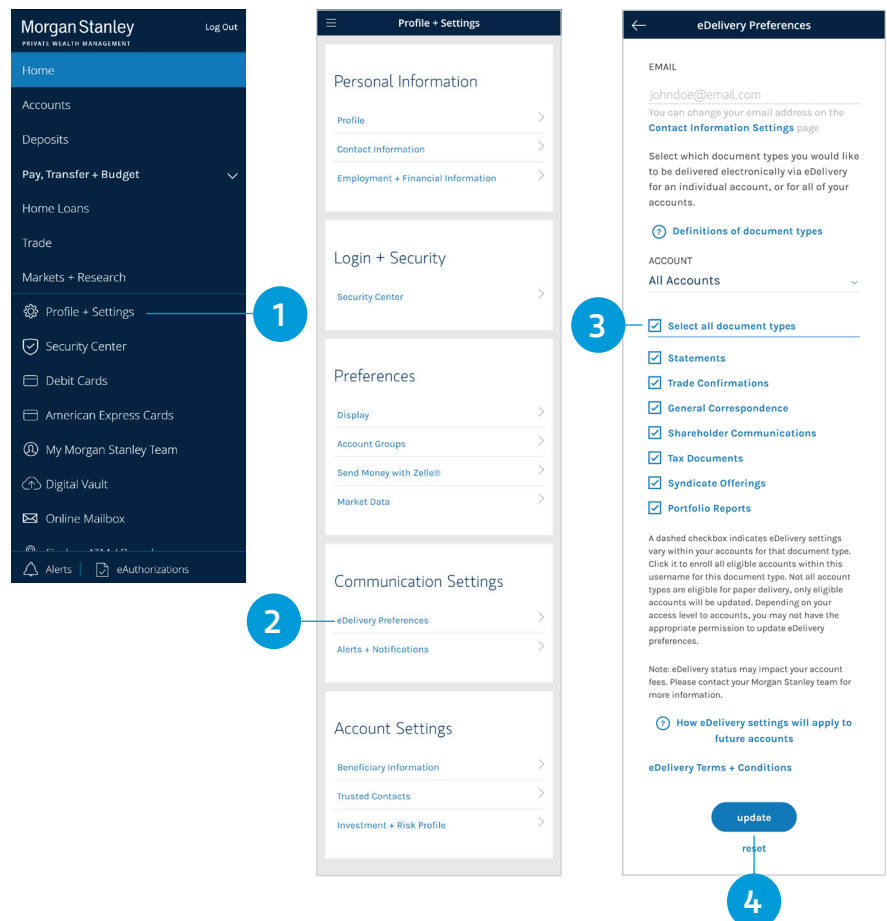 Morgan Stanley
PRIVATE WEALTH MANAGEMENT
Log Out
Home
Accounts
Deposits
Pay, Transfer + Budget
Home Loans
Trade
Markets + Research
Profile + Settings
Security Center
Debit Cards
American Express Cards
My Morgan Stanley Team
Digital Vault
Online Mailbox
Alerts
eAuthorizations
1
Profile + Settings
Personal Information
Profile
Contact Information
Employment + Financial Information
Login + Security
Security Center
Preferences
Display
Account Groups
Send Money with Zelle®
Market Data
Communication Settings
2
eDelivery Preferences
Alerts + Notifications
Account Settings
Beneficiary Information
Trusted Contacts
Investment + Risk Profile
eDelivery Preferences
EMAIL
johndoe@email.com
You can change your email address on the
Contact Information Settings page
Select which document types you would like
to be delivered electronically via eDelivery
for an individual account, or for all of your
accounts.
? Definitions of document types
ACCOUNT
All Accounts
3
Select all document types
Statements
Trade Confirmations
General Correspondence
Shareholder Communications
Tax Documents
Syndicate Offerings
Portfolio Reports
A dashed checkbox indicates eDelivery settings
vary within your accounts for that document type.
Click it to enroll all eligible accounts within this
username for this document type. Not all account
types are eligible for paper delivery, only eligible
accounts will be updated. Depending on your
access level to accounts, you may not have the
appropriate permission to update eDelivery
preferences.
Note: eDelivery status may impact your account
fees. Please contact your Morgan Stanley team for
more information.
? How eDelivery settings will apply to
future accounts
eDelivery Terms + Conditions
update
reset
4